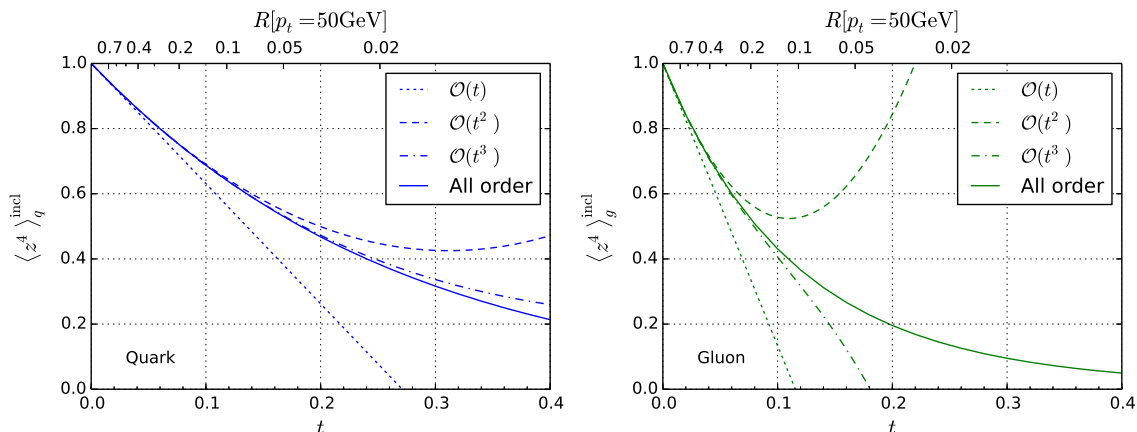 R[p_t = 50GeV]
0.7 0.4 0.2 0.1 0.05 0.02
1.0
0.8
0.6
0.4
0.2
0.0
⟨z⁴⟩_q^incl
O(t)
O(t²)
O(t³)
All order
Quark
0.0 0.1 0.2 0.3 0.4
t
R[p_t = 50GeV]
0.7 0.4 0.2 0.1 0.05 0.02
1.0
0.8
0.6
0.4
0.2
0.0
⟨z⁴⟩_g^incl
O(t)
O(t²)
O(t³)
All order
Gluon
0.0 0.1 0.2 0.3 0.4
t